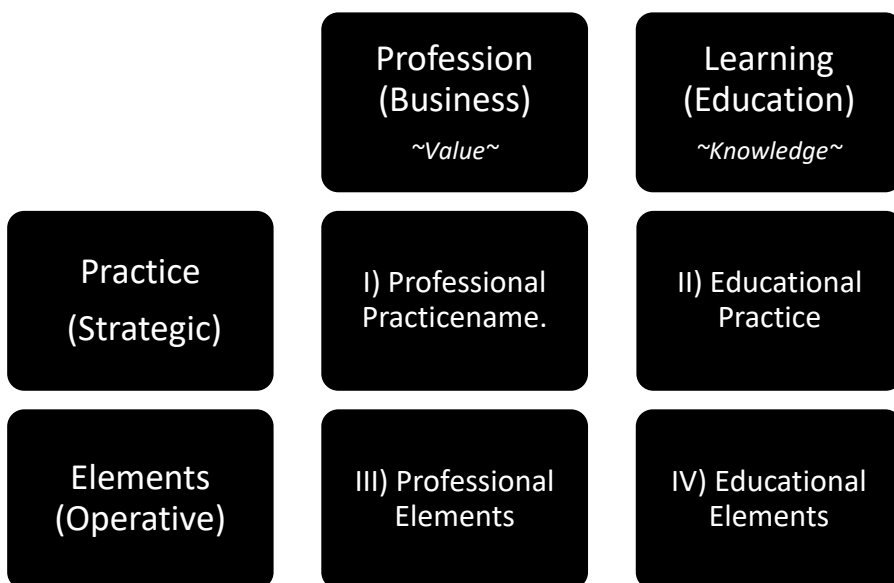 Profession
(Business)
~Value~
Learning
(Education)
~Knowledge~
Practice
(Strategic)
I) Professional
Practicename.
II) Educational
Practice
Elements
(Operative)
III) Professional
Elements
IV) Educational
Elements